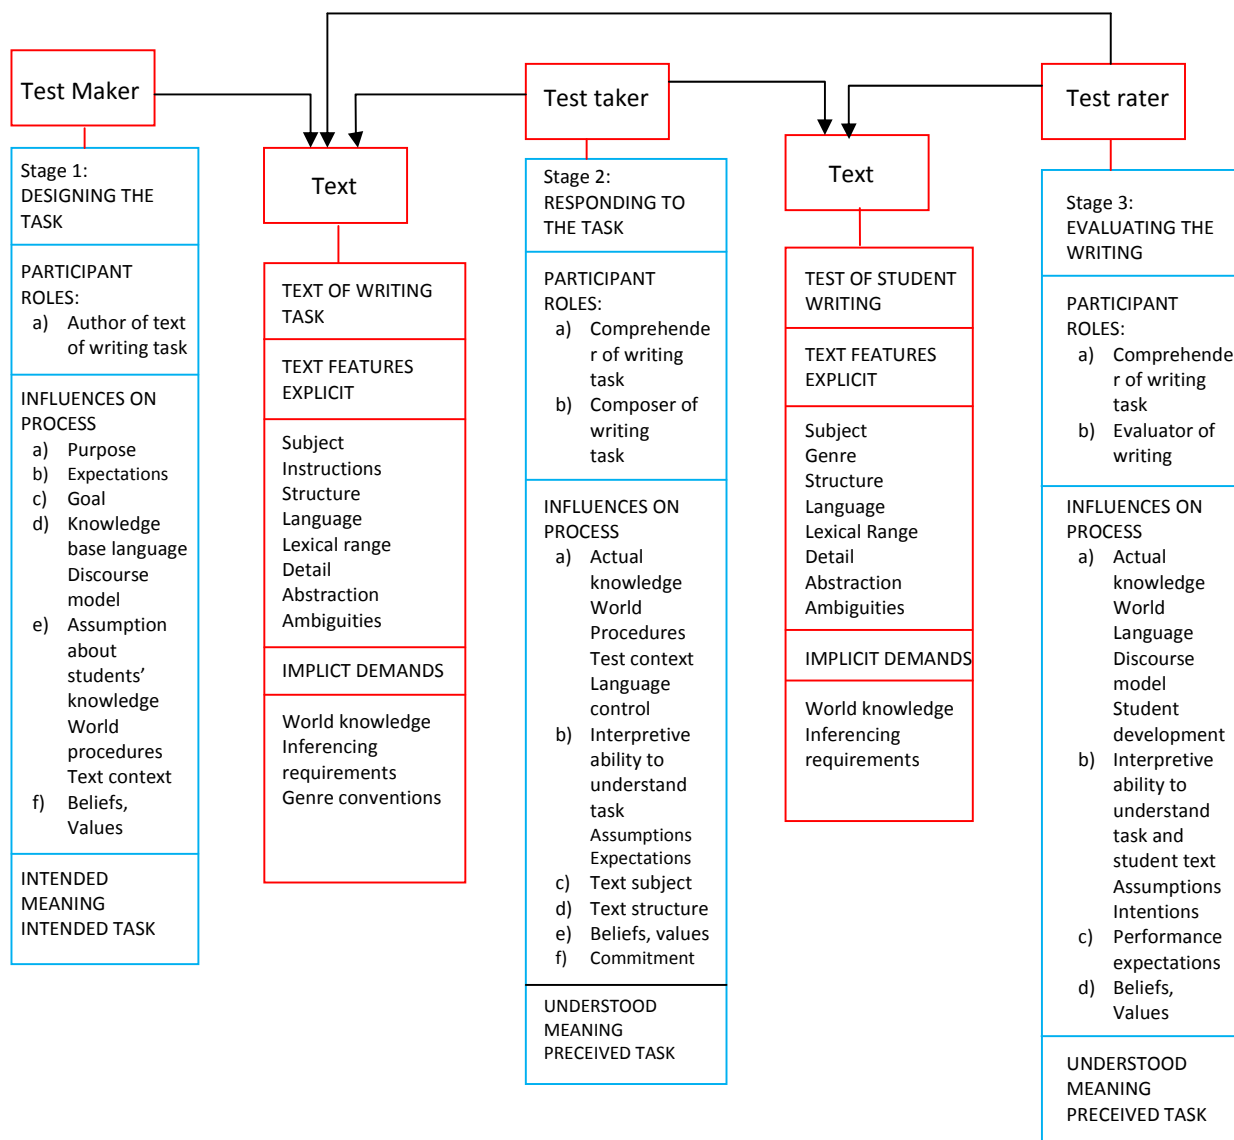 Test Maker
Stage 1:
DESIGNING THE
TASK
PARTICIPANT
ROLES:
a) Author of text
of writing task
INFLUENCES ON
PROCESS
a) Purpose
b) Expectations
c) Goal
d) Knowledge
base language
Discourse
model
e) Assumption
about
students’
knowledge
World
procedures
Text context
f) Beliefs,
Values
INTENDED
MEANING
INTENDED TASK
Text
TEXT OF WRITING
TASK
TEXT FEATURES
EXPLICIT
Subject
Instructions
Structure
Language
Lexical range
Detail
Abstraction
Ambiguities
IMPLICT DEMANDS
World knowledge
Inferencing
requirements
Genre conventions
Test taker
Stage 2:
RESPONDING TO
THE TASK
PARTICIPANT
ROLES:
a) Comprehende
r of writing
task
b) Composer of
writing
task
INFLUENCES ON
PROCESS
a) Actual
knowledge
World
Procedures
Test context
Language
control
b) Interpretive
ability to
understand
task
Assumptions
Expectations
c) Text subject
d) Text structure
e) Beliefs, values
f) Commitment
UNDERSTOOD
MEANING
PRECEIVED TASK
Text
TEST OF STUDENT
WRITING
TEXT FEATURES
EXPLICIT
Subject
Genre
Structure
Language
Lexical Range
Detail
Abstraction
Ambiguities
IMPLICIT DEMANDS
World knowledge
Inferencing
requirements
Test rater
Stage 3:
EVALUATING THE
WRITING
PARTICIPANT
ROLES:
a) Comprehende
r of writing
task
b) Evaluator of
writing
INFLUENCES ON
PROCESS
a) Actual
knowledge
World
Language
Discourse
model
Student
development
b) Interpretive
ability to
understand
task and
student text
Assumptions
Intentions
c) Performance
expectations
d) Beliefs,
Values
UNDERSTOOD
MEANING
PRECEIVED TASK